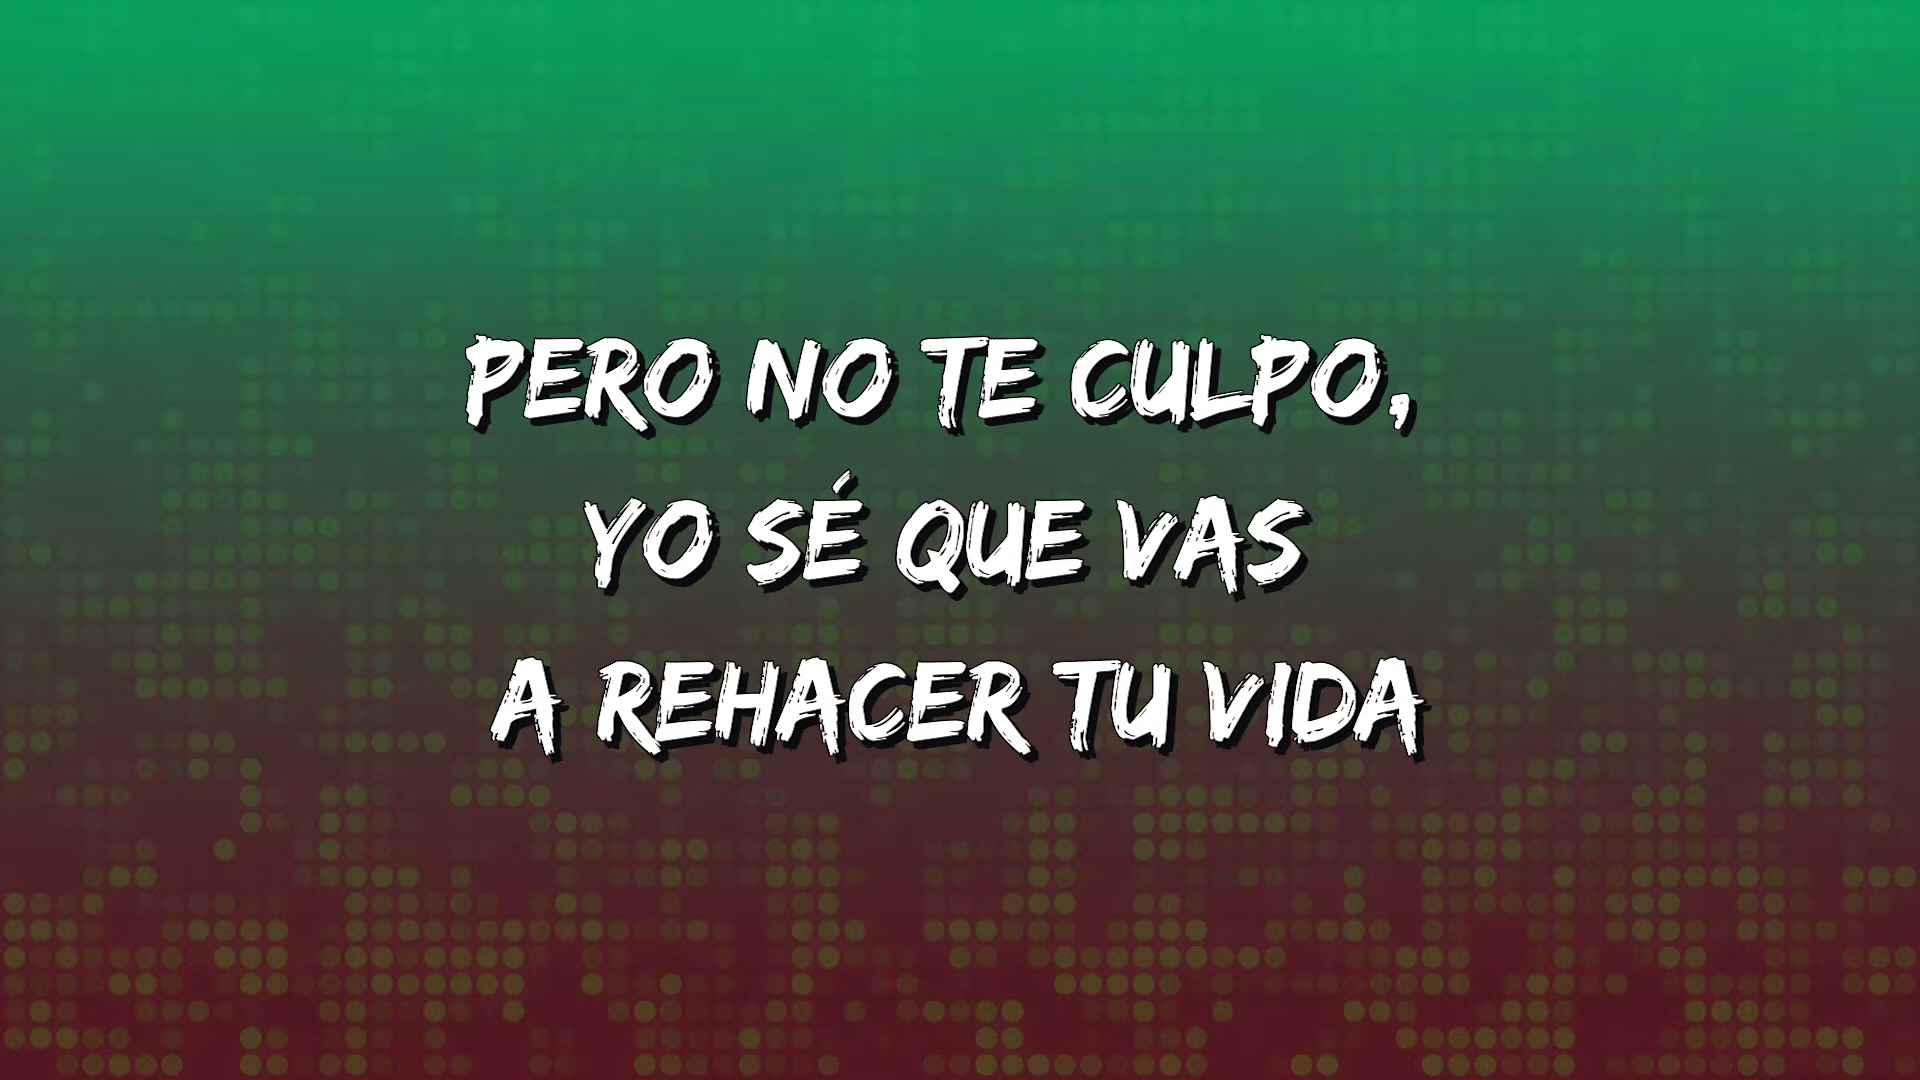 PERO NO TE CULPO,
YO SÉ QUE VAS
A REHACER TU VIDA